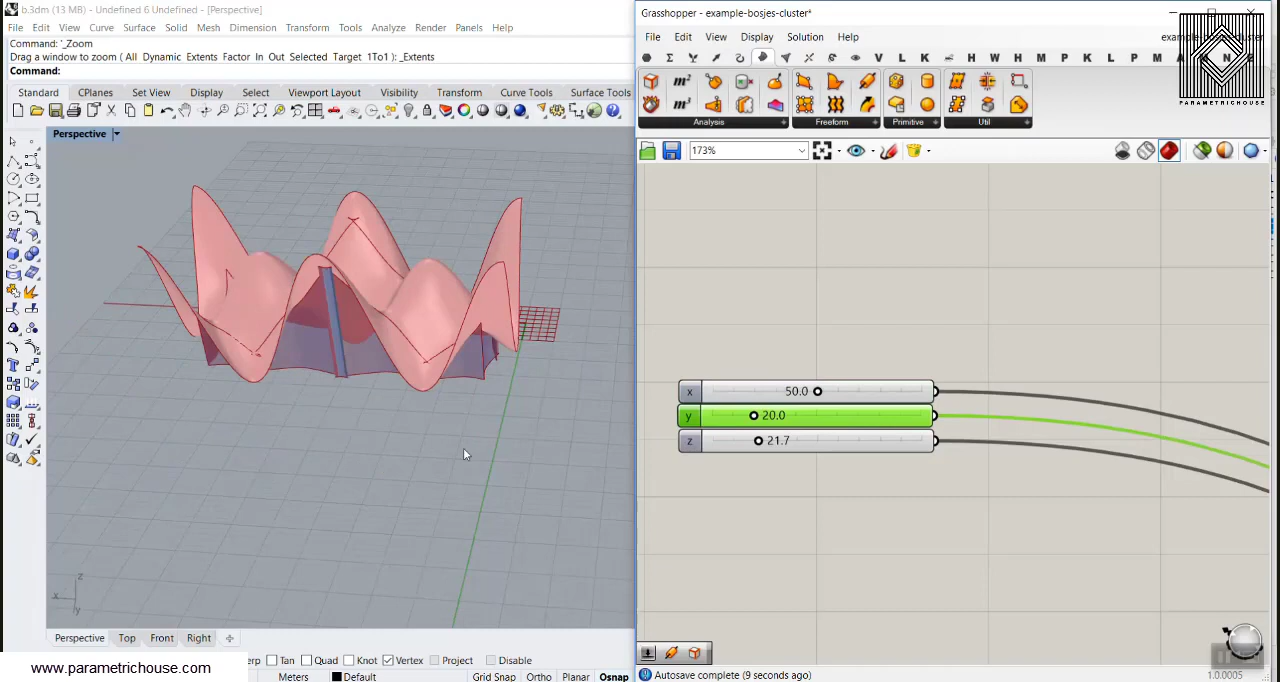 b.3dm (13 MB) - Undefined 6 Undefined - [Perspective]
File Edit View Curve Surface Solid Mesh Dimension Transform Tools Analyze Render Panels Help
Command: '_Zoom
Drag a window to zoom ( All Dynamic Extents Factor In Out Selected Target 1To1 ): _Extents
Command:
Standard CPlanes Set View Display Select Viewport Layout Visibility Transform Curve Tools Surface Tools
Perspective
z
x
y
Perspective Top Front Right
Tan Quad Knot Vertex Project Disable
Meters Default Grid Snap Ortho Planar Osnap
www.parametrichouse.com
Grasshopper - example-bosjes-cluster*
File Edit View Display Solution Help
V L K H W H M P K L P M N
m²
m³
Analysis Freeform Primitive Util
173%
x 50.0
y 20.0
z 21.7
Autosave complete (9 seconds ago)
1.0.0005
PARAMETRICHOUSE